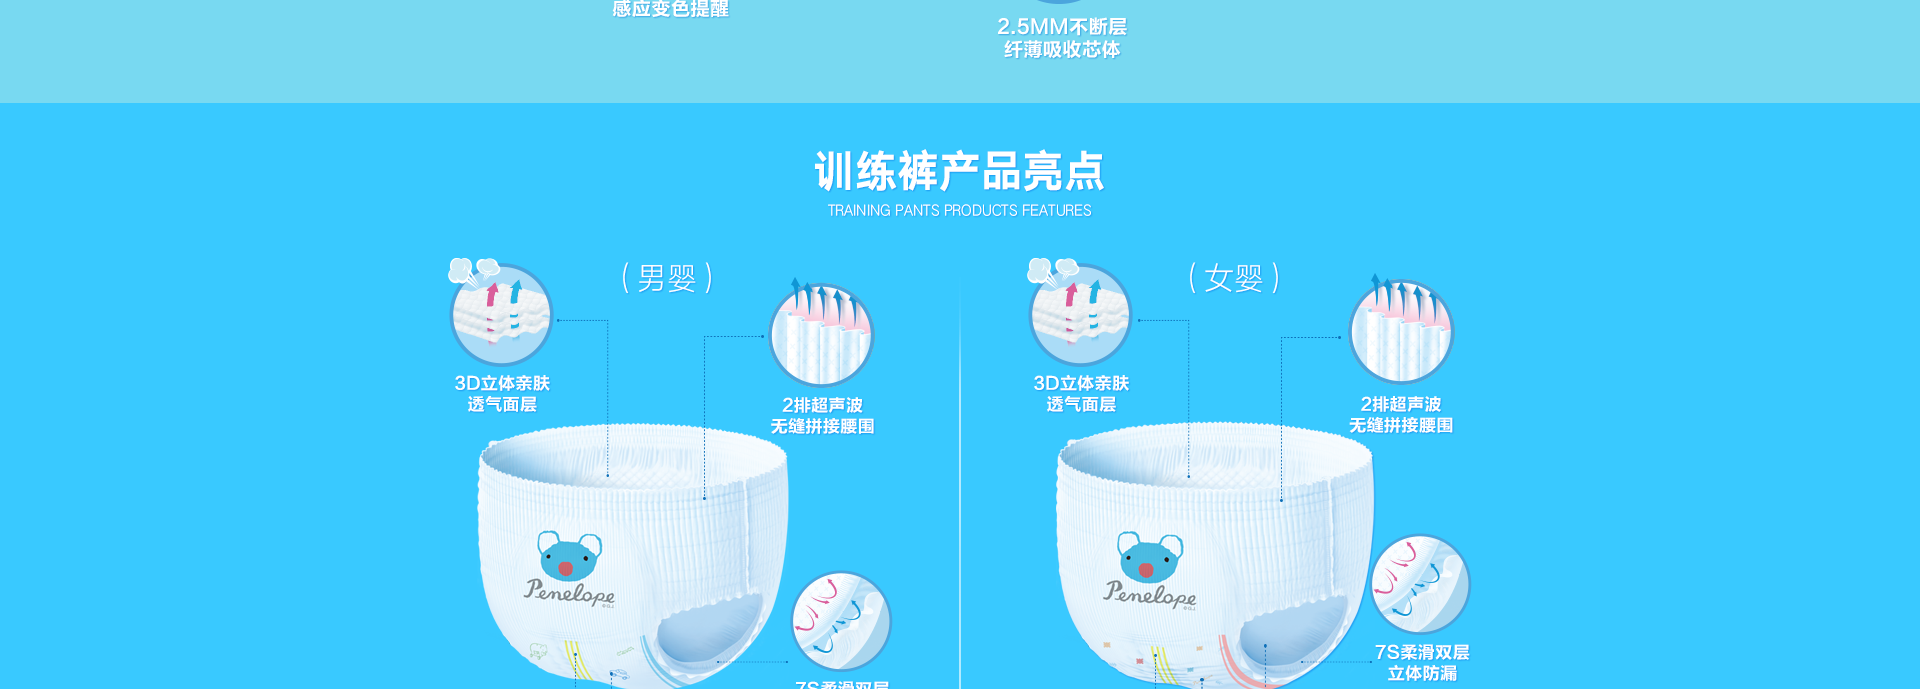 感应变色提醒
2.5MM不断层
纤薄吸收芯体
训练裤产品亮点
TRAINING PANTS PRODUCTS FEATURES
（男婴）
3D立体亲肤
透气面层
2排超声波
无缝拼接腰围
Penelope
7S柔滑双层
（女婴）
3D立体亲肤
透气面层
2排超声波
无缝拼接腰围
Penelope
7S柔滑双层
立体防漏